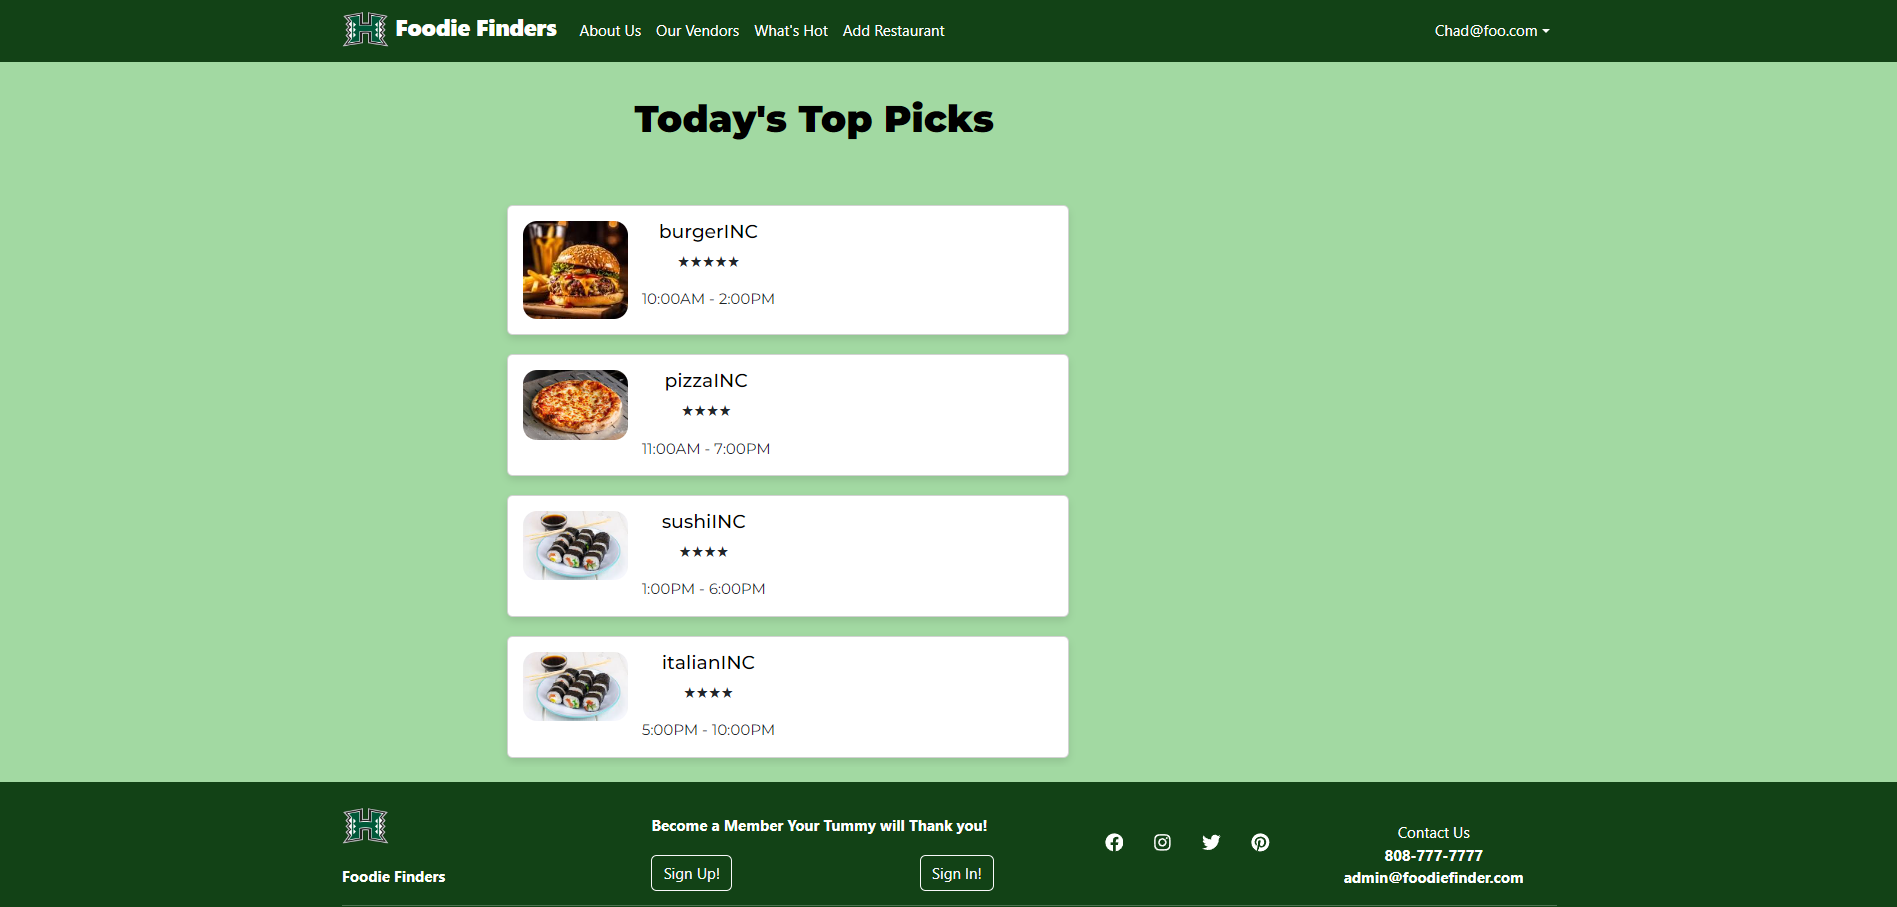 Foodie Finders
About Us
Our Vendors
What's Hot
Add Restaurant
Chad@foo.com
Today's Top Picks
burgerINC
★★★★★
10:00AM - 2:00PM
pizzaINC
★★★★
11:00AM - 7:00PM
sushiINC
★★★★
1:00PM - 6:00PM
italianINC
★★★★
5:00PM - 10:00PM
Foodie Finders
Become a Member Your Tummy will Thank you!
Sign Up!
Sign In!
Contact Us
808-777-7777
admin@foodiefinder.com